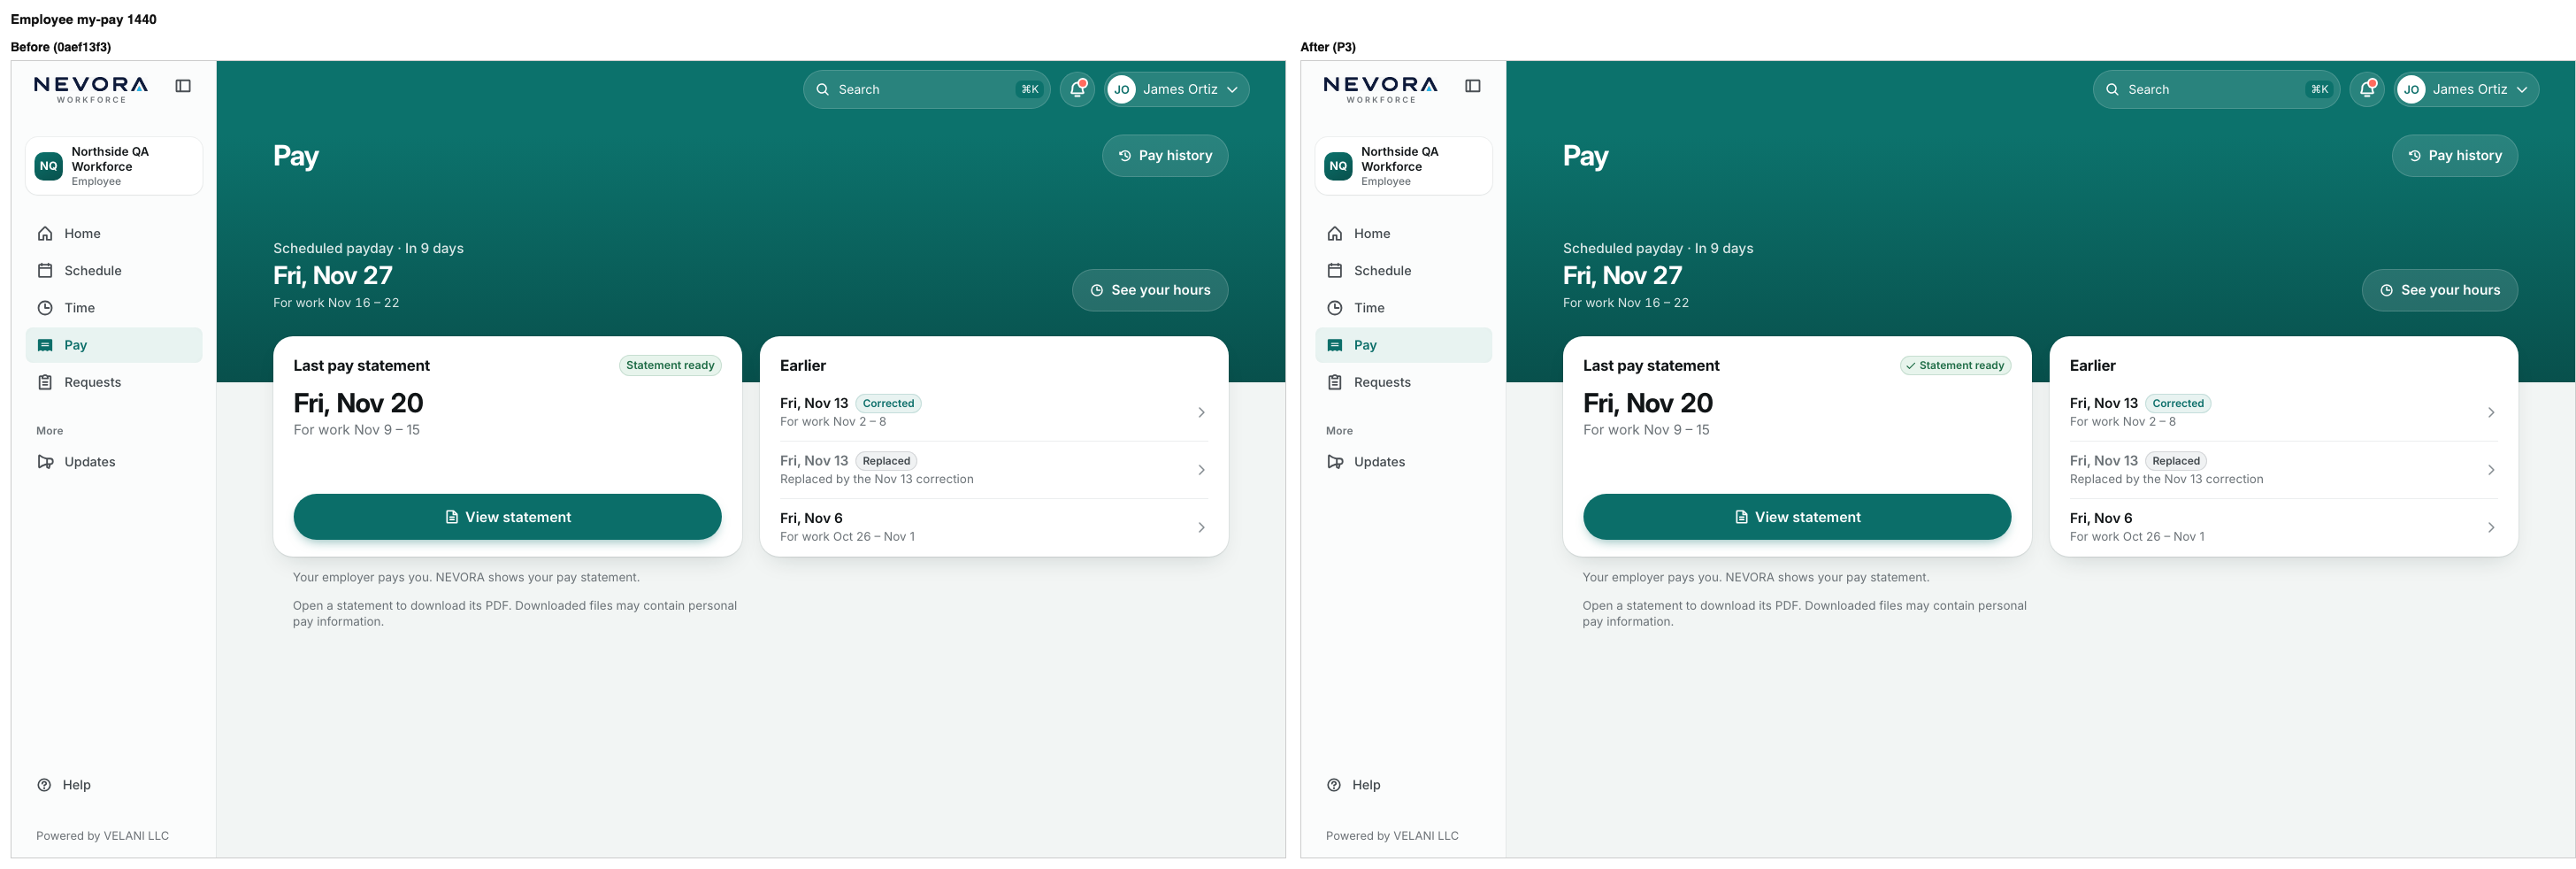 Employee my-pay 1440
Before (0aef13f3)
NEVORA
WORKFORCE
Search
⌘K
JO
James Ortiz
NQ
Northside QA
Workforce
Employee
Home
Schedule
Time
Pay
Requests
More
Updates
Help
Powered by VELANI LLC
Pay
Pay history
Scheduled payday · In 9 days
Fri, Nov 27
For work Nov 16 – 22
See your hours
Last pay statement
Statement ready
Fri, Nov 20
For work Nov 9 – 15
View statement
Earlier
Fri, Nov 13 Corrected
For work Nov 2 – 8
Fri, Nov 13 Replaced
Replaced by the Nov 13 correction
Fri, Nov 6
For work Oct 26 – Nov 1
Your employer pays you. NEVORA shows your pay statement.
Open a statement to download its PDF. Downloaded files may contain personal
pay information.
After (P3)
NEVORA
WORKFORCE
Search
⌘K
JO
James Ortiz
NQ
Northside QA
Workforce
Employee
Home
Schedule
Time
Pay
Requests
More
Updates
Help
Powered by VELANI LLC
Pay
Pay history
Scheduled payday · In 9 days
Fri, Nov 27
For work Nov 16 – 22
See your hours
Last pay statement
✓ Statement ready
Fri, Nov 20
For work Nov 9 – 15
View statement
Earlier
Fri, Nov 13 Corrected
For work Nov 2 – 8
Fri, Nov 13 Replaced
Replaced by the Nov 13 correction
Fri, Nov 6
For work Oct 26 – Nov 1
Your employer pays you. NEVORA shows your pay statement.
Open a statement to download its PDF. Downloaded files may contain personal
pay information.